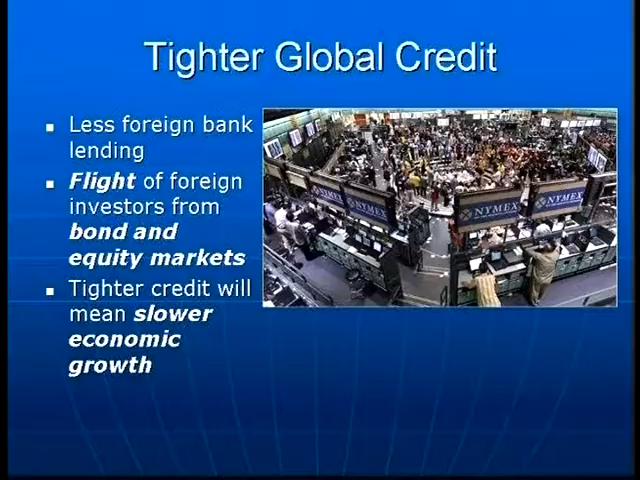 Tighter Global Credit
Less foreign bank
lending
Flight of foreign
investors from
bond and
equity markets
Tighter credit will
mean slower
economic
growth
NYMEX
NYMEX
NYMEX
NYMEX